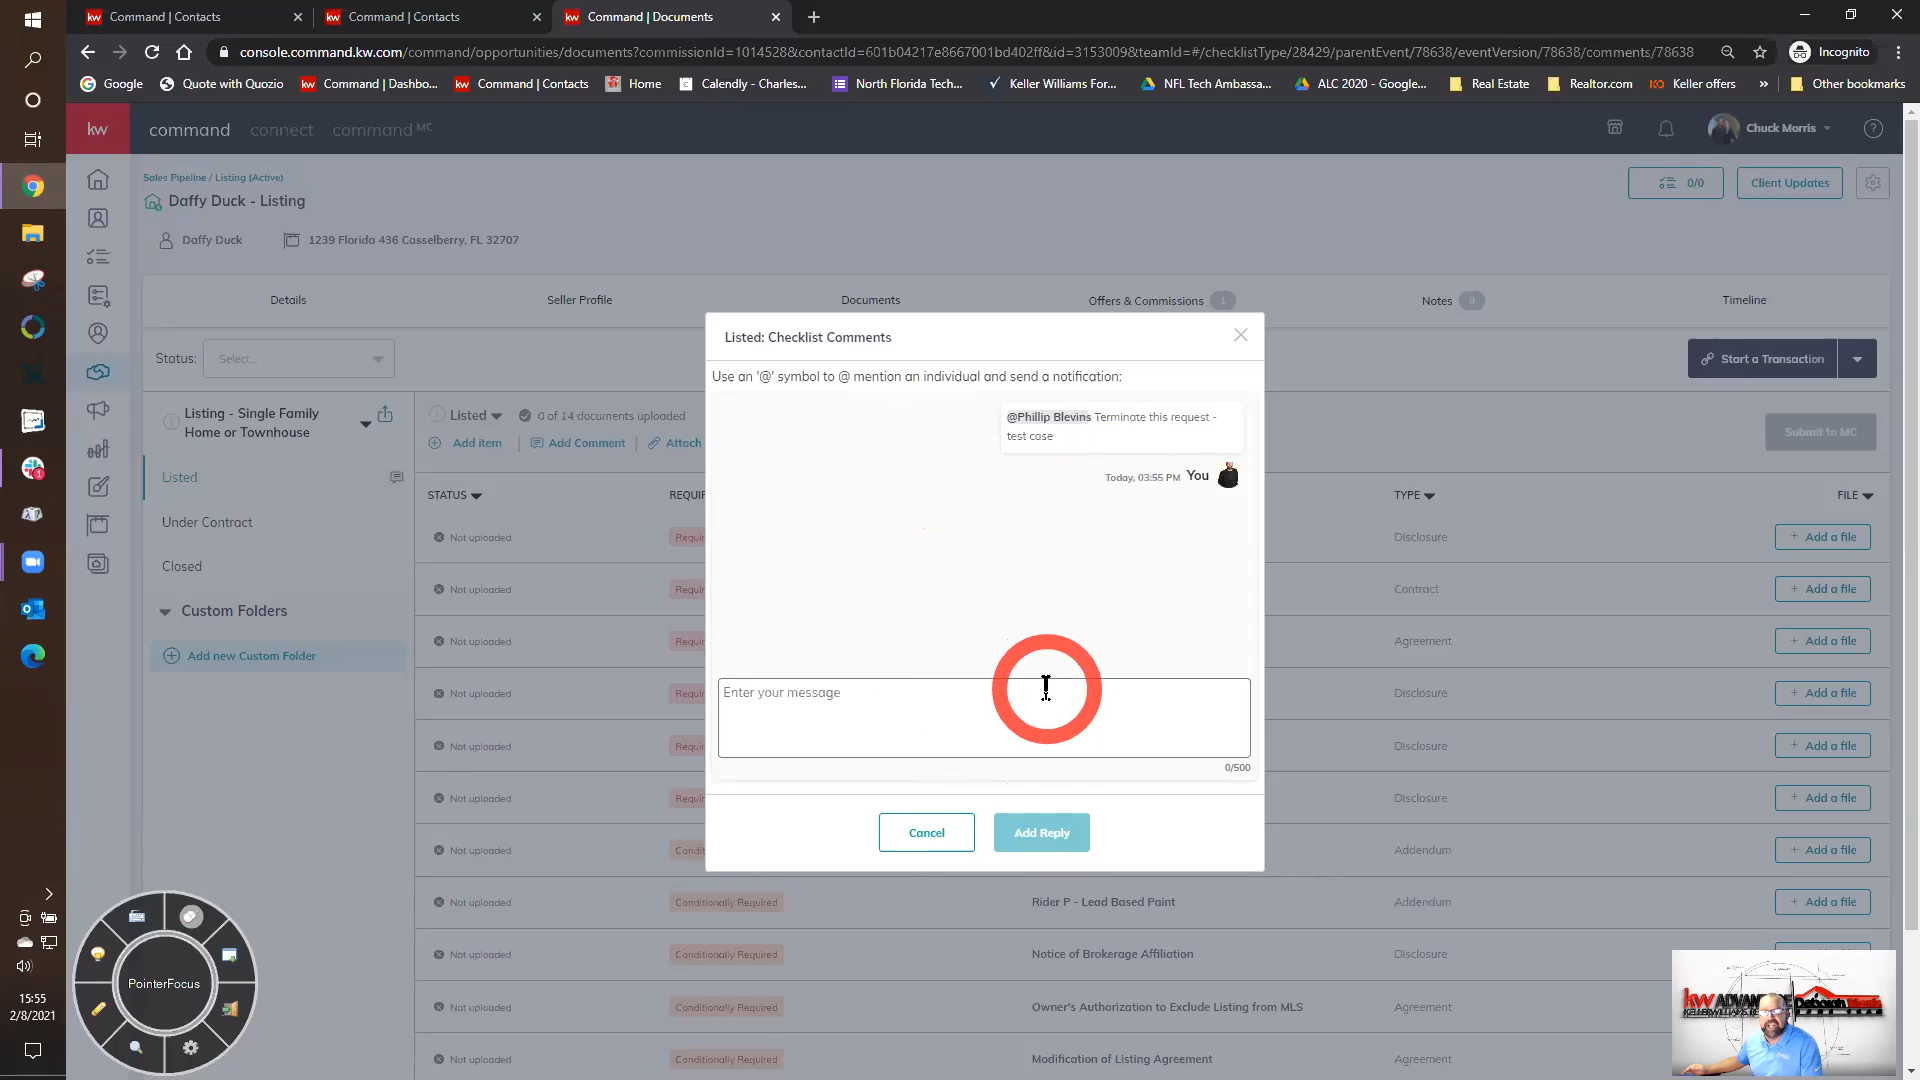 Command | Contacts
Command | Contacts
Command | Documents
console.command.kw.com/command/opportunities/documents?commissionId=1014528&contactId=601b04217e8667001bd402ff&id=3153009&teamId=#/checklistType/28429/parentEvent/78638/eventVersion/78638/comments/78638
Incognito
Google
Quote with Quozio
Command | Dashbo...
Command | Contacts
Home
Calendly - Charles...
North Florida Tech...
Keller Williams For...
NFL Tech Ambassa...
ALC 2020 - Google...
Real Estate
Realtor.com
KO Keller offers
Other bookmarks
kw command connect command MC
Chuck Morris
Sales Pipeline / Listing (Active)
Daffy Duck - Listing
0/0
Client Updates
Daffy Duck
1239 Florida 436 Casselberry, FL 32707
Details
Seller Profile
Documents
Offers & Commissions 1
Notes 0
Timeline
Status: Select...
Start a Transaction
Listing - Single Family
Home or Townhouse
Listed
0 of 14 documents uploaded
Add item
Add Comment
Attach
Submit to MC
Listed
Under Contract
Closed
Custom Folders
Add new Custom Folder
STATUS
REQUIR
TYPE
FILE
Not uploaded Requir Disclosure + Add a file
Not uploaded Requir Contract + Add a file
Not uploaded Requir Agreement + Add a file
Not uploaded Requir Disclosure + Add a file
Not uploaded Requir Disclosure + Add a file
Not uploaded Requir Disclosure + Add a file
Not uploaded Condi Addendum + Add a file
Not uploaded Conditionally Required Rider P - Lead Based Paint Addendum + Add a file
Not uploaded Conditionally Required Notice of Brokerage Affiliation Disclosure
Not uploaded Conditionally Required Owner's Authorization to Exclude Listing from MLS Agreement
Not uploaded Conditionally Required Modification of Listing Agreement Agreement
Listed: Checklist Comments
Use an '@' symbol to @ mention an individual and send a notification:
@Phillip Blevins Terminate this request -
test case
Today, 03:55 PM You
Enter your message
0/500
Cancel
Add Reply
PointerFocus
15:55
2/8/2021